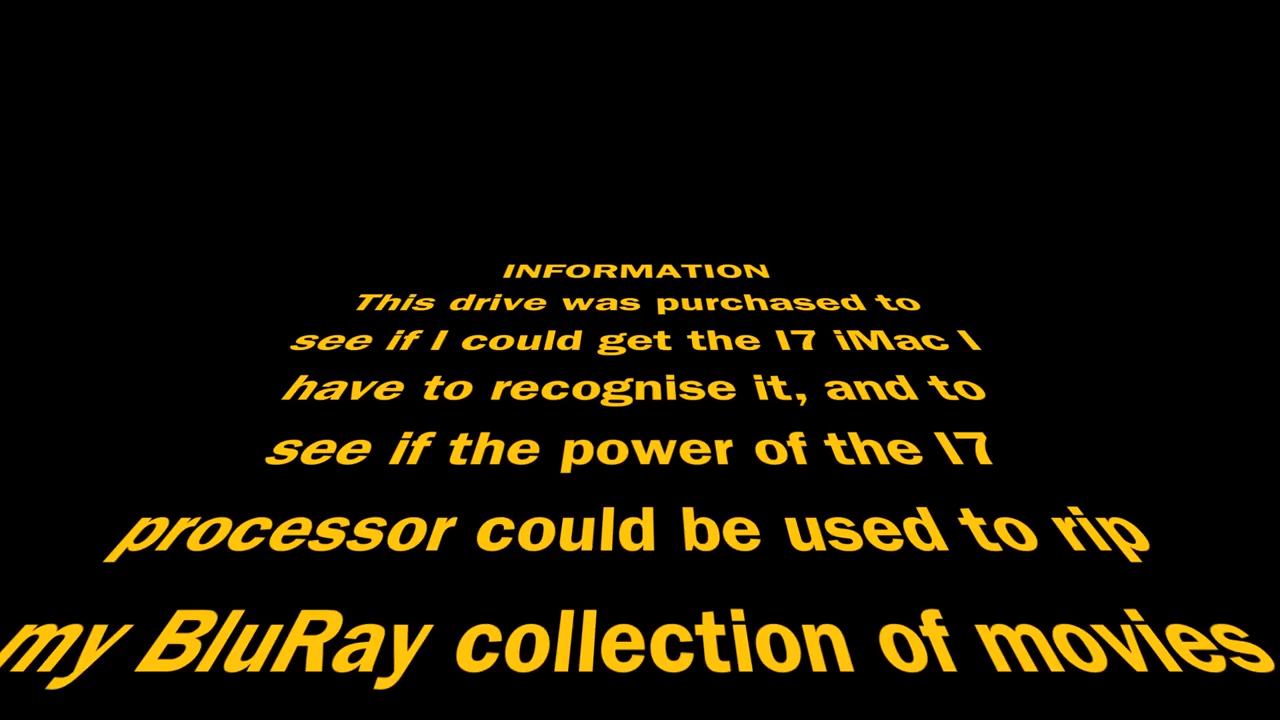 INFORMATION
This drive was purchased to
see if I could get the I7 iMac I
have to recognise it, and to
see if the power of the I7
processor could be used to rip
my BluRay collection of movies